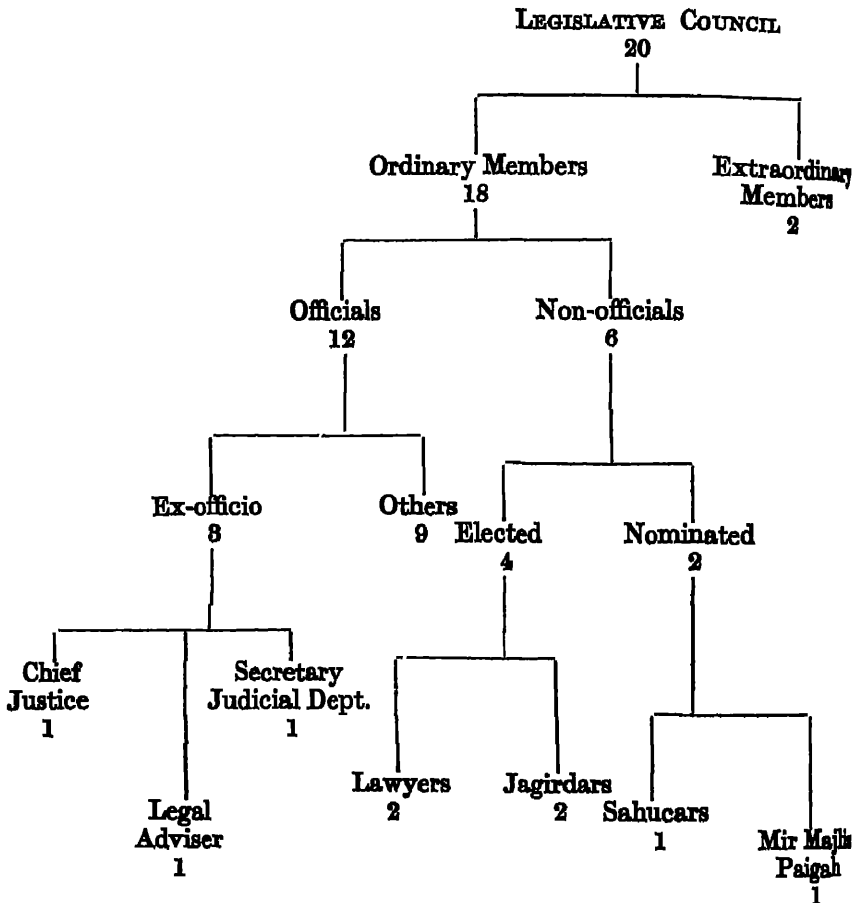 LEGISLATIVE COUNCIL
20
Ordinary Members
18
Extraordinary
Members
2
Officials
12
Non-officials
6
Ex-officio
3
Others
9
Elected
4
Nominated
2
Chief
Justice
1
Secretary
Judicial Dept.
1
Legal
Adviser
1
Lawyers
2
Jagirdars
2
Sahucars
1
Mir Majlis
Paigah
1